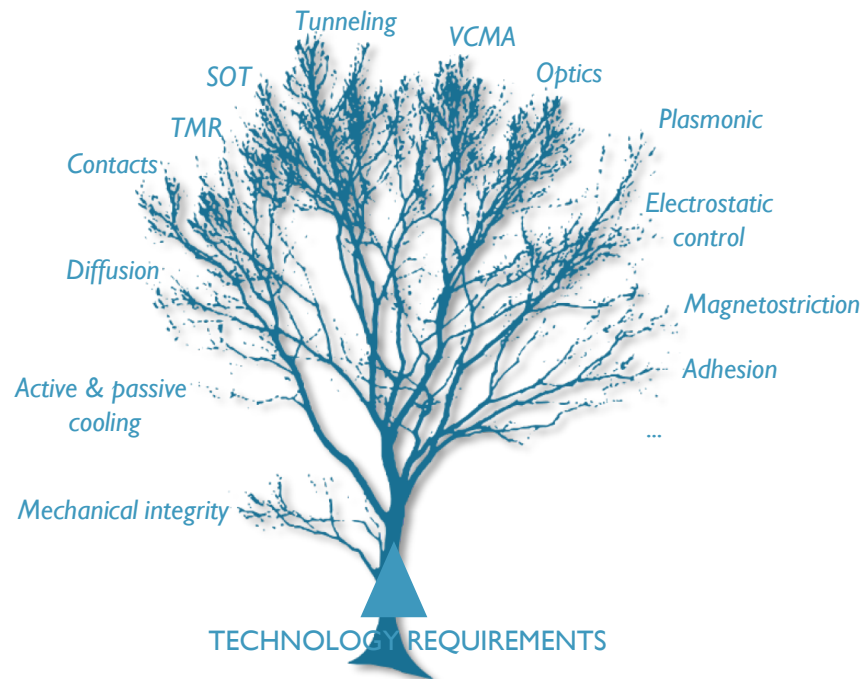 Tunneling
VCMA
SOT
Optics
TMR
Plasmonic
Contacts
Electrostatic
control
Diffusion
Magnetostriction
Adhesion
Active & passive
cooling
...
Mechanical integrity
TECHNOLOGY REQUIREMENTS